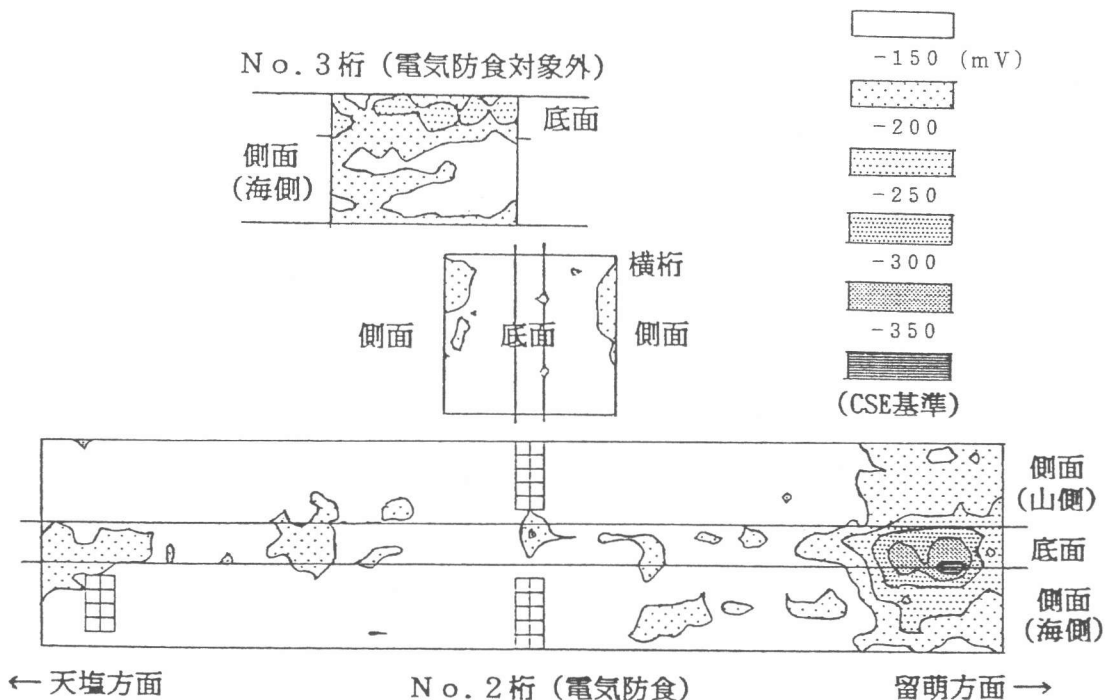 No.3桁 (電気防食対象外)
底面
側面
(海側)
横桁
側面
底面
側面
-150 (mV)
-200
-250
-300
-350
(CSE基準)
側面
(山側)
底面
側面
(海側)
← 天塩方面
No.2桁 (電気防食)
留萌方面 →